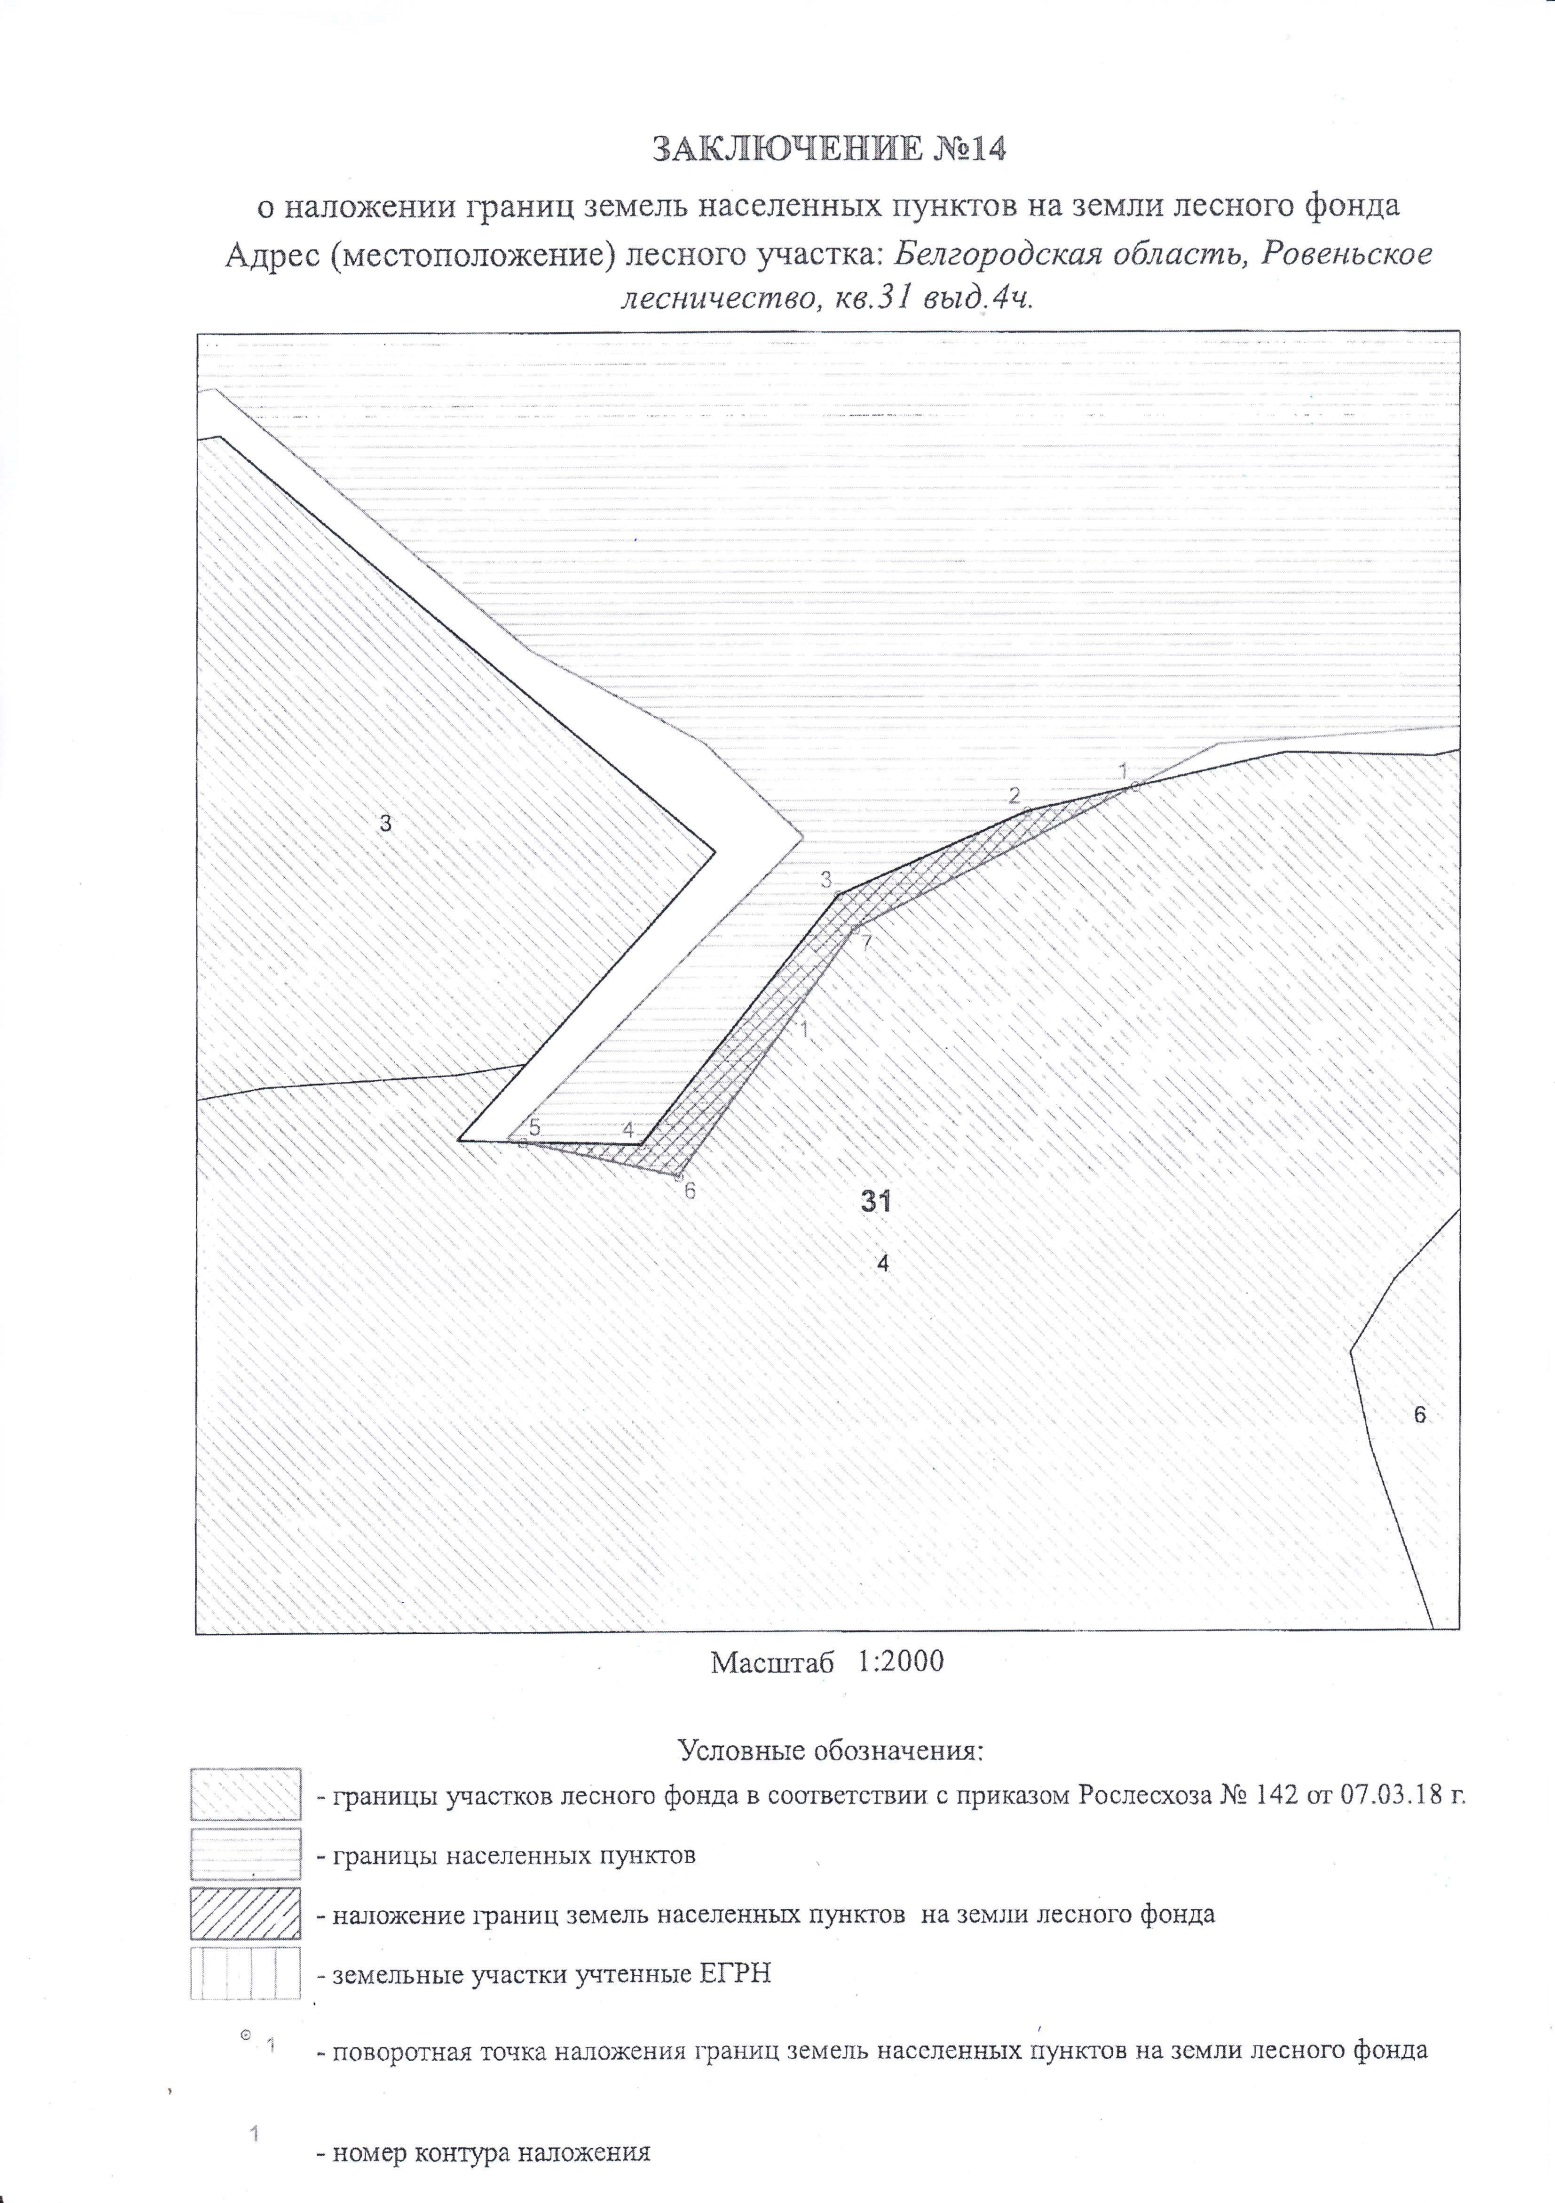 ЗАКЛЮЧЕНИЕ №14
о наложении границ земель населенных пунктов на земли лесного фонда
Адрес (местоположение) лесного участка: Белгородская область, Ровеньское
лесничество, кв.31 выд.4ч.
1
2
3
3
7
1
5
4
6
31
4
6
Масштаб 1:2000
Условные обозначения:
- границы участков лесного фонда в соответствии с приказом Рослесхоза № 142 от 07.03.18 г.
- границы населенных пунктов
- наложение границ земель населенных пунктов на земли лесного фонда
- земельные участки учтенные ЕГРН
1 - поворотная точка наложения границ земель населенных пунктов на земли лесного фонда
1 - номер контура наложения